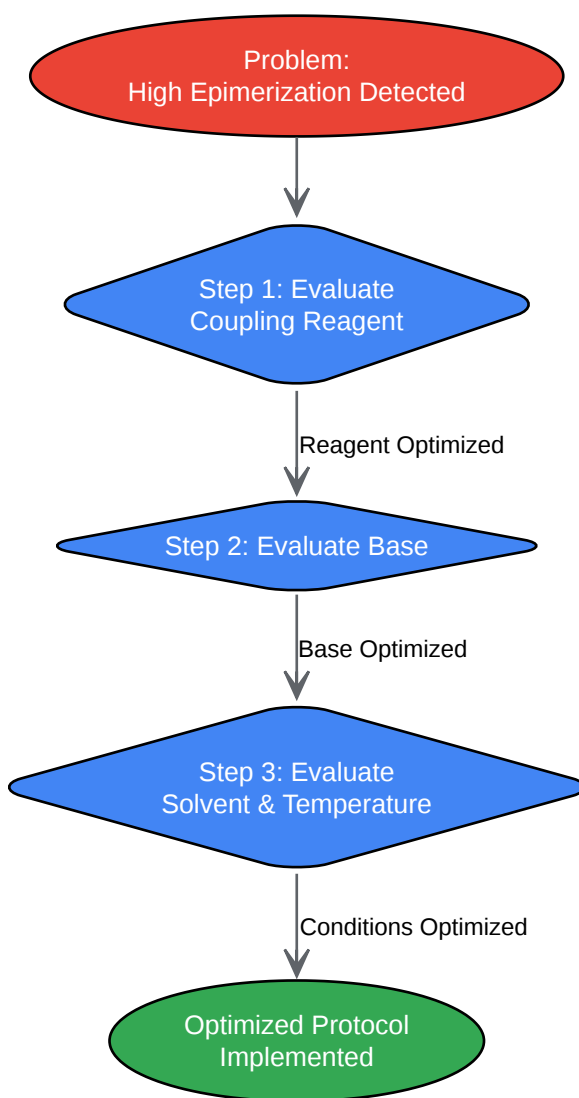 Problem:
High Epimerization Detected
Step 1: Evaluate
Coupling Reagent
Reagent Optimized
Step 2: Evaluate Base
Base Optimized
Step 3: Evaluate
Solvent & Temperature
Conditions Optimized
Optimized Protocol
Implemented